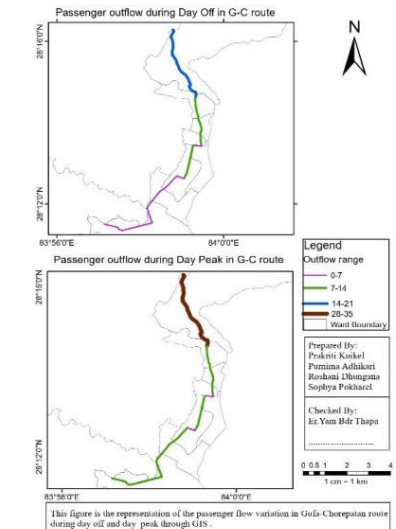 Passenger outflow during Day Off in G-C route
N
28°16'0"N
28°12'0"N
83°56'0"E
84°0'0"E
Passenger outflow during Day Peak in G-C route
28°16'0"N
28°12'0"N
83°56'0"E
84°0'0"E
Legend
Outflow range
0-7
7-14
14-21
28-35
Ward Boundary
Prepared By:
Prakriti Kuikel
Purnima Adhikari
Roshani Dhungana
Sophya Pokharel
Checked By:
Er.Yam Bdr Thapa
0 0.5 1 2 3 4
1 cm = 1 km
This figure is the representation of the passenger flow variation in Gufa-Chorepatan route
during day off and day peak through GIS .